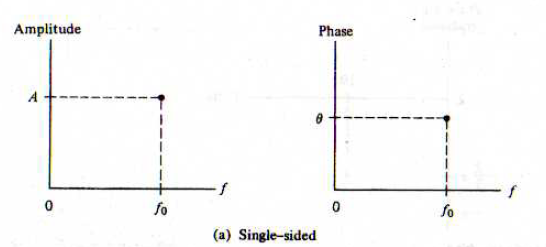 Amplitude
A
0
f₀
f
Phase
θ
0
f₀
f
(a) Single-sided